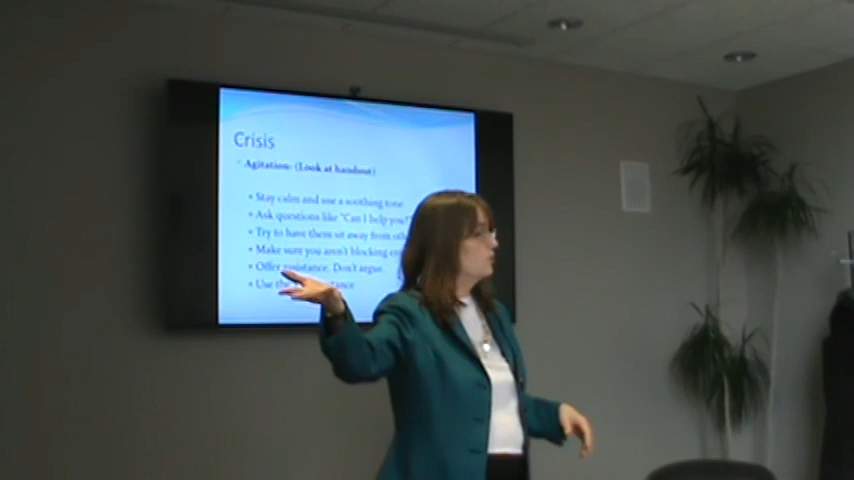 Crisis
Agitation: (Look at handout)
Stay calm and use a soothing tone
Ask questions like "Can I help you?"
Try to have them sit away from
Make sure you aren't blocking
Offer assistance. Don't argue.
Use